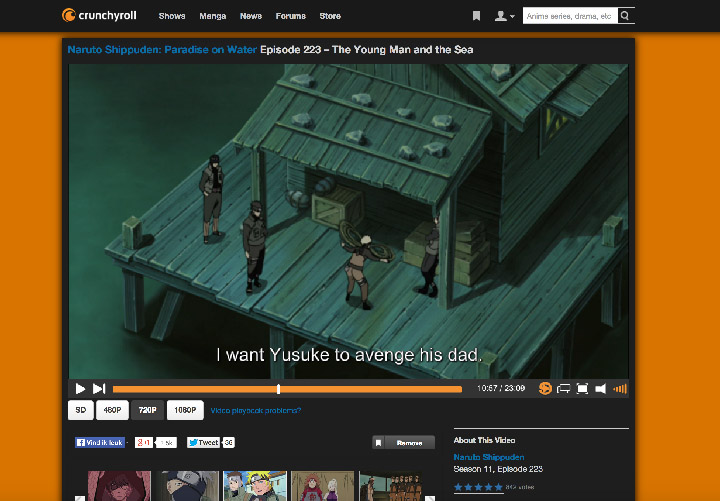 crunchyroll Shows Manga News Forums Store Anime series, drama, etc
Naruto Shippuden: Paradise on Water Episode 223 – The Young Man and the Sea
I want Yusuke to avenge his dad.
10:57 / 23:09
SD 480P 720P 1080P Video playback problems?
Vind ik leuk +1 1.5k Tweet 36 Remove
About This Video
Naruto Shippuden
Season 11, Episode 223
842 votes